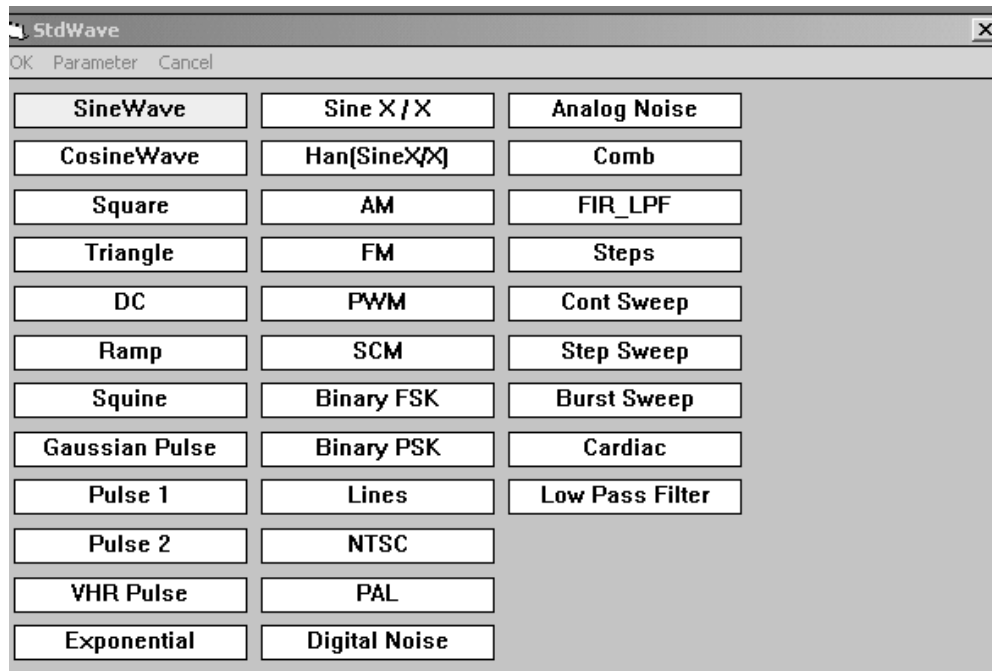 StdWave
OK Parameter Cancel
SineWave Sine X / X Analog Noise
CosineWave Han(SineX/X) Comb
Square AM FIR_LPF
Triangle FM Steps
DC PWM Cont Sweep
Ramp SCM Step Sweep
Squine Binary FSK Burst Sweep
Gaussian Pulse Binary PSK Cardiac
Pulse 1 Lines Low Pass Filter
Pulse 2 NTSC
VHR Pulse PAL
Exponential Digital Noise